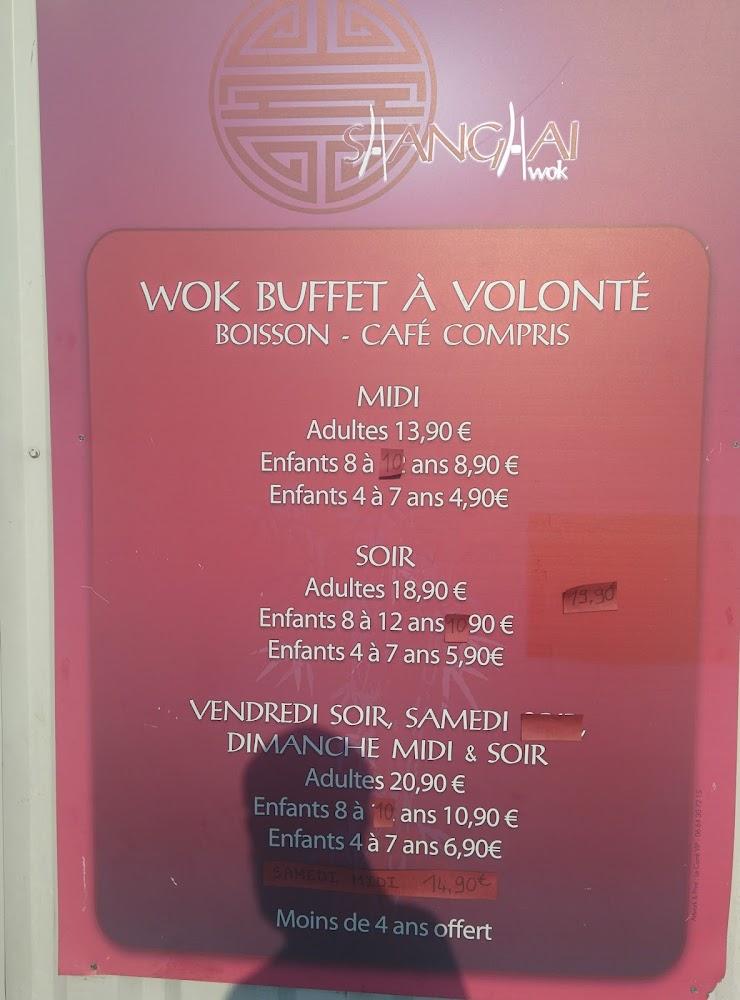 SHANGHAI
wok
WOK BUFFET À VOLONTÉ
BOISSON - CAFÉ COMPRIS
MIDI
Adultes 13,90 €
Enfants 8 à 10 ans 8,90 €
Enfants 4 à 7 ans 4,90€
SOIR
Adultes 18,90 €
19,90
Enfants 8 à 12 ans 10 90 €
Enfants 4 à 7 ans 5,90€
VENDREDI SOIR, SAMEDI
DIMANCHE MIDI & SOIR
Adultes 20,90 €
Enfants 8 à 10 ans 10,90 €
Enfants 4 à 7 ans 6,90€
SAMEDI MIDI 14,90€
Moins de 4 ans offert